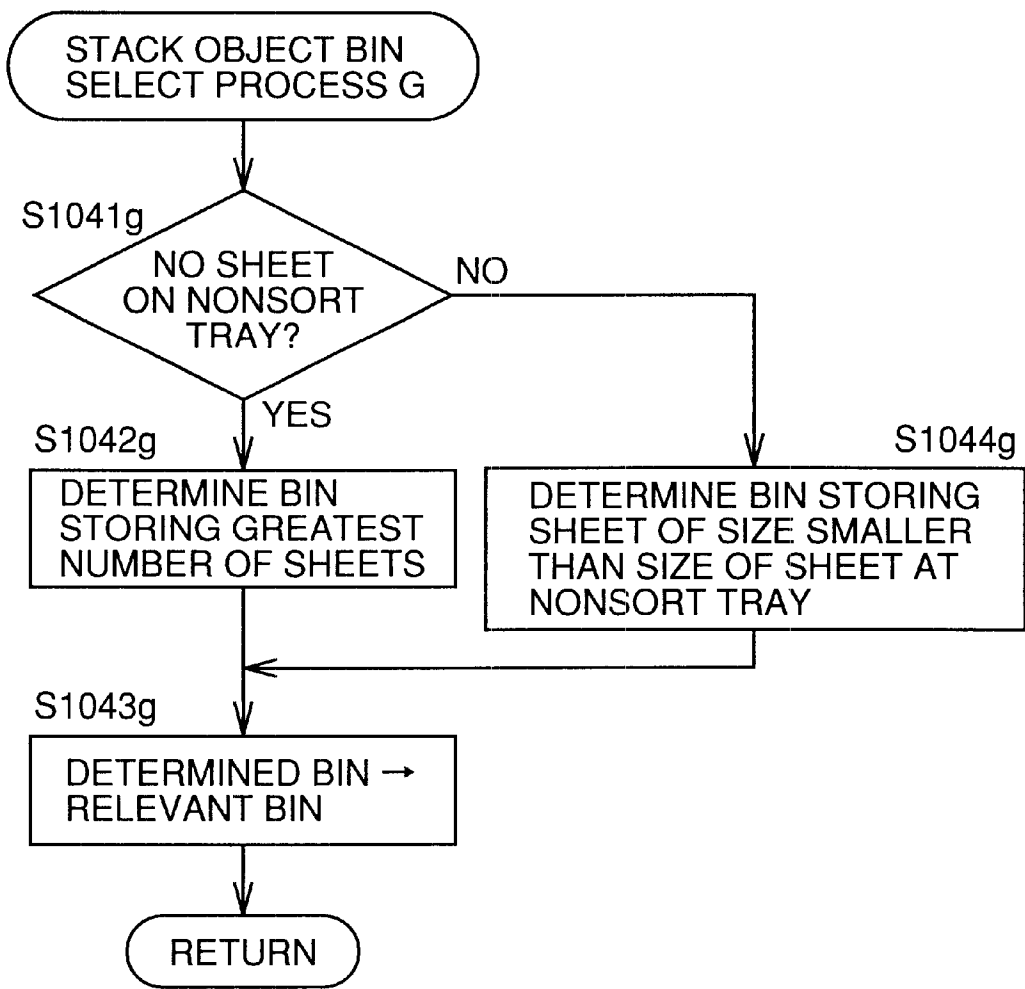 STACK OBJECT BIN
SELECT PROCESS G
S1041g
NO SHEET
ON NONSORT
TRAY?
NO
YES
S1042g
DETERMINE BIN
STORING GREATEST
NUMBER OF SHEETS
S1044g
DETERMINE BIN STORING
SHEET OF SIZE SMALLER
THAN SIZE OF SHEET AT
NONSORT TRAY
S1043g
DETERMINED BIN →
RELEVANT BIN
RETURN